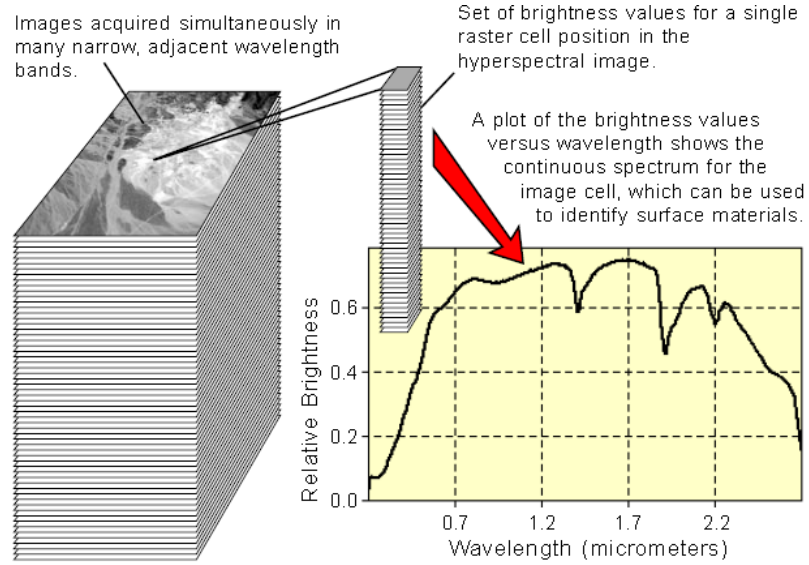 Images acquired simultaneously in
many narrow, adjacent wavelength
bands.
Set of brightness values for a single
raster cell position in the
hyperspectral image.
A plot of the brightness values
versus wavelength shows the
continuous spectrum for the
image cell, which can be used
to identify surface materials.
Relative Brightness
0.6
0.4
0.2
0.0
0.7 1.2 1.7 2.2
Wavelength (micrometers)